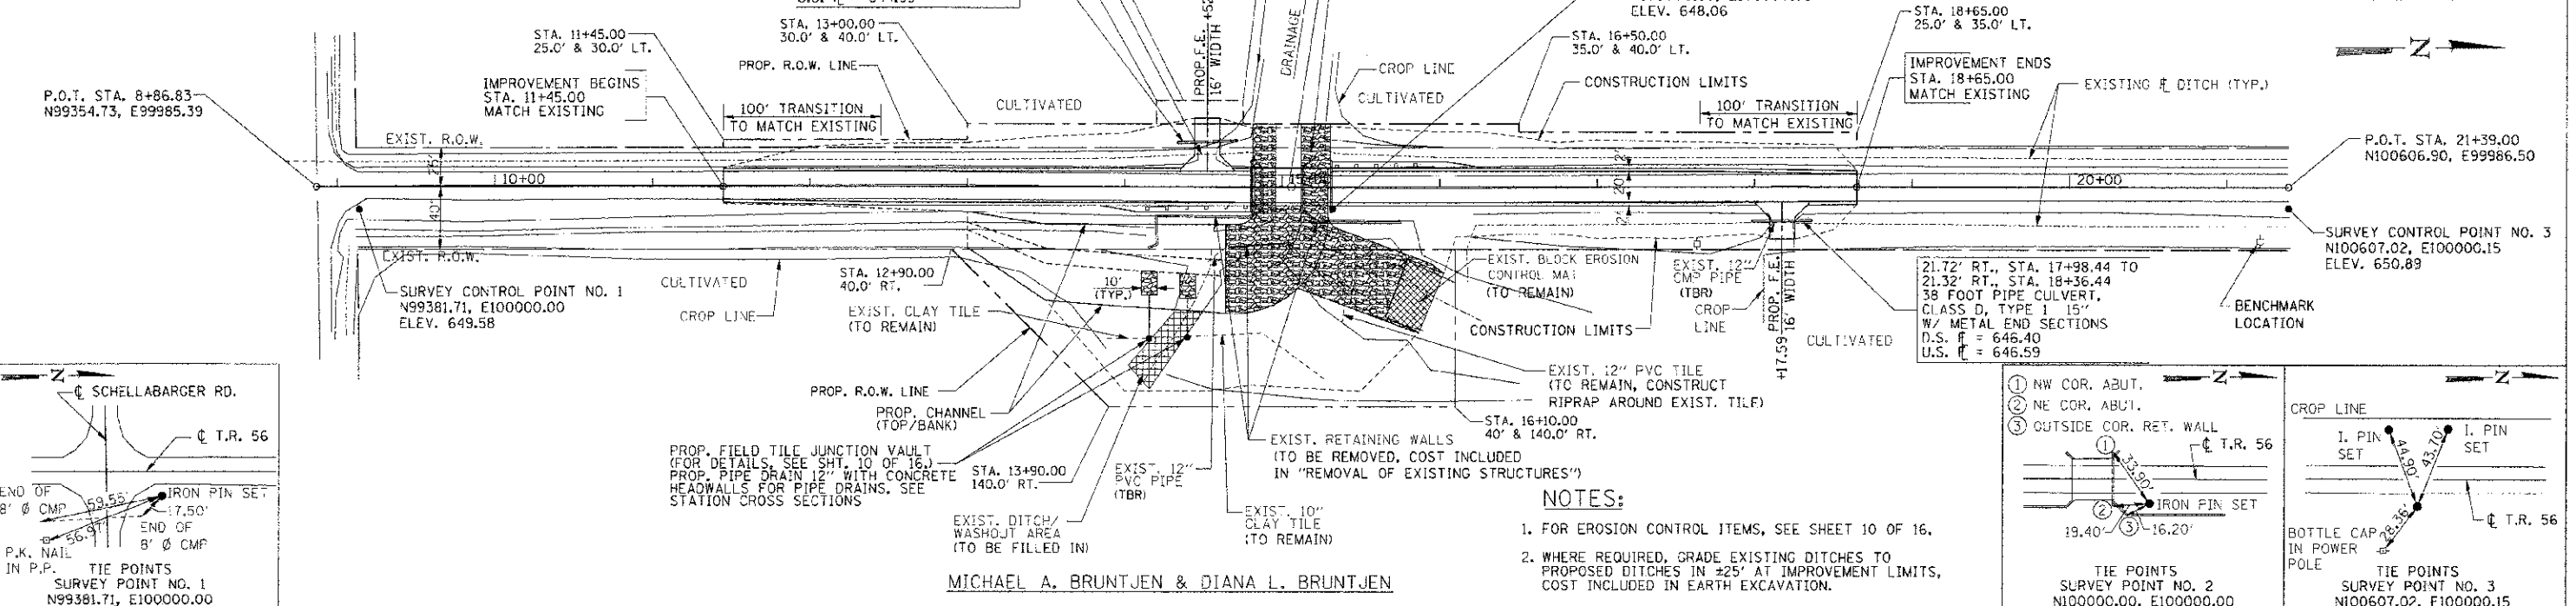 P.O.T. STA. 8+86.83
N99354.73, E99985.39
STA. 11+45.00
25.0' & 30.0' LT.
IMPROVEMENT BEGINS
STA. 11+45.00
MATCH EXISTING
STA. 13+00.00
30.0' & 40.0' LT.
PROP. R.O.W. LINE
100' TRANSITION
TO MATCH EXISTING
CULTIVATED
PROP. F.E.
16' WIDTH
DRAINAGE
CROP LINE
CULTIVATED
ELEV. 648.06
STA. 16+50.00
35.0' & 40.0' LT.
CONSTRUCTION LIMITS
100' TRANSITION
TO MATCH EXISTING
STA. 18+65.00
25.0' & 35.0' LT.
IMPROVEMENT ENDS
STA. 18+65.00
MATCH EXISTING
EXISTING ℄ DITCH (TYP.)
N
P.O.T. STA. 21+39.00
N100606.90, E99986.50
EXIST. R.O.W.
25'
40'
10+00
20'
20+00
EXIST. R.O.W.
SURVEY CONTROL POINT NO. 1
N99381.71, E100000.00
ELEV. 649.58
CULTIVATED
CROP LINE
STA. 12+90.00
40.0' RT.
EXIST. CLAY TILE
(TO REMAIN)
10'
(TYP.)
PROP. R.O.W. LINE
PROP. CHANNEL
(TOP/BANK)
PROP. FIELD TILE JUNCTION VAULT
(FOR DETAILS, SEE SHT. 10 OF 16.)
PROP. PIPE DRAIN 12" WITH CONCRETE
HEADWALLS FOR PIPE DRAINS. SEE
STATION CROSS SECTIONS
STA. 13+90.00
140.0' RT.
EXIST. DITCH/
WASHOUT AREA
(TO BE FILLED IN)
EXIST. 12"
PVC PIPE
(TBR)
EXIST. 10"
CLAY TILE
(TO REMAIN)
EXIST. RETAINING WALLS
(TO BE REMOVED, COST INCLUDED
IN "REMOVAL OF EXISTING STRUCTURES")
EXIST. BLOCK EROSION
CONTROL MAT
(TO REMAIN)
CONSTRUCTION LIMITS
EXIST. 12" PVC TILE
(TO REMAIN, CONSTRUCT
RIPRAP AROUND EXIST. TILE)
STA. 16+10.00
40' & 140.0' RT.
EXIST. 12"
CMP PIPE
(TBR)
CROP
LINE
+17.59 PROP. F.E.
16' WIDTH
CULTIVATED
21.72' RT., STA. 17+98.44 TO
21.32' RT., STA. 18+36.44
38 FOOT PIPE CULVERT,
CLASS D, TYPE 1 15"
W/ METAL END SECTIONS
D.S. ℄ = 646.40
U.S. ℄ = 646.59
BENCHMARK
LOCATION
SURVEY CONTROL POINT NO. 3
N100607.02, E100000.15
ELEV. 650.89
N
℄ SCHELLABARGER RD.
℄ T.R. 56
END OF
8' Ø CMP
59.55'
56.97'
IRON PIN SET
17.50'
END OF
8' Ø CMP
P.K. NAIL
IN P.P.
TIE POINTS
SURVEY POINT NO. 1
N99381.71, E100000.00
MICHAEL A. BRUNTJEN & DIANA L. BRUNTJEN
NOTES:
1. FOR EROSION CONTROL ITEMS, SEE SHEET 10 OF 16.
2. WHERE REQUIRED, GRADE EXISTING DITCHES TO
PROPOSED DITCHES IN ±25' AT IMPROVEMENT LIMITS,
COST INCLUDED IN EARTH EXCAVATION.
1 NW COR. ABUT.
2 NE COR. ABUT.
3 OUTSIDE COR. RET. WALL
N
1
℄ T.R. 56
33.90'
2
IRON PIN SET
19.40'
3
16.20'
TIE POINTS
SURVEY POINT NO. 2
N100000.00, E100000.00
N
CROP LINE
I. PIN
SET
44.90'
43.70'
I. PIN
SET
28.36'
℄ T.R. 56
BOTTLE CAP
IN POWER
POLE
TIE POINTS
SURVEY POINT NO. 3
N100607.02, E100000.15